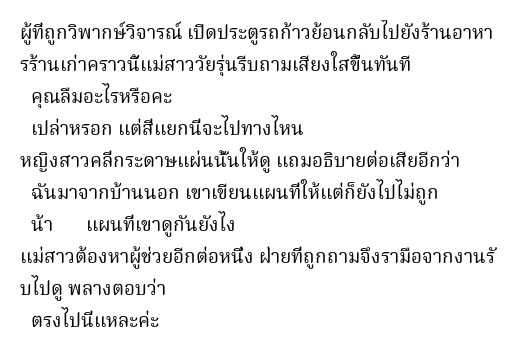 ผู้ที่ถูกวิพากษ์วิจารณ์ เปิดประตูรถก้าวย้อนกลับไปยังร้านอาหา
รร้านเก่าคราวนี้แม่สาววัยรุ่นรีบถามเสียงใสขึ้นทันที
คุณลืมอะไรหรือคะ
เปล่าหรอก แต่สี่แยกนี่จะไปทางไหน
หญิงสาวคลี่กระดาษแผ่นนั้นให้ดู แถมอธิบายต่อเสียอีกว่า
ฉันมาจากบ้านนอก เขาเขียนแผนที่ให้แต่ก็ยังไปไม่ถูก
น้า แผนที่เขาดูกันยังไง
แม่สาวต้องหาผู้ช่วยอีกต่อหนึ่ง ฝ่ายที่ถูกถามจึงรามือจากงานรั
บไปดู พลางตอบว่า
ตรงไปนี่แหละค่ะ